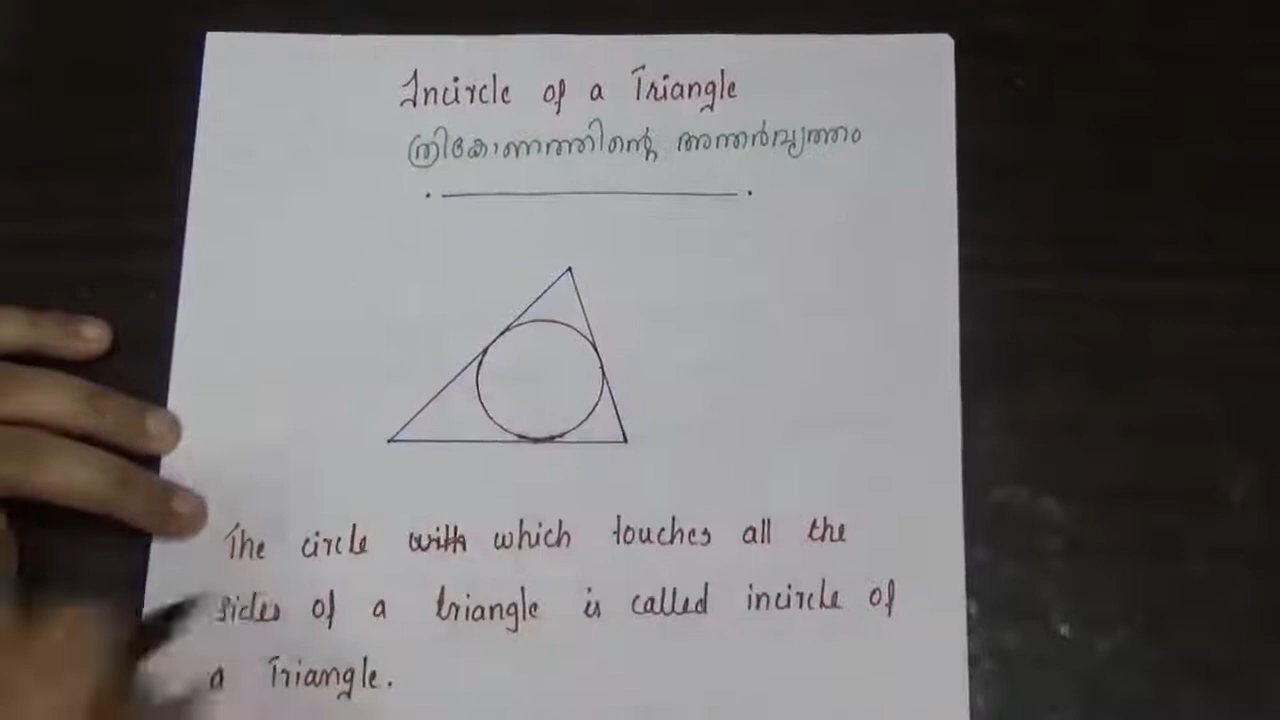 Incircle of a Triangle
ത്രികോണത്തിന്റെ അന്തർവൃത്തം
The circle with which touches all the
sides of a triangle is called incircle of
a Triangle.